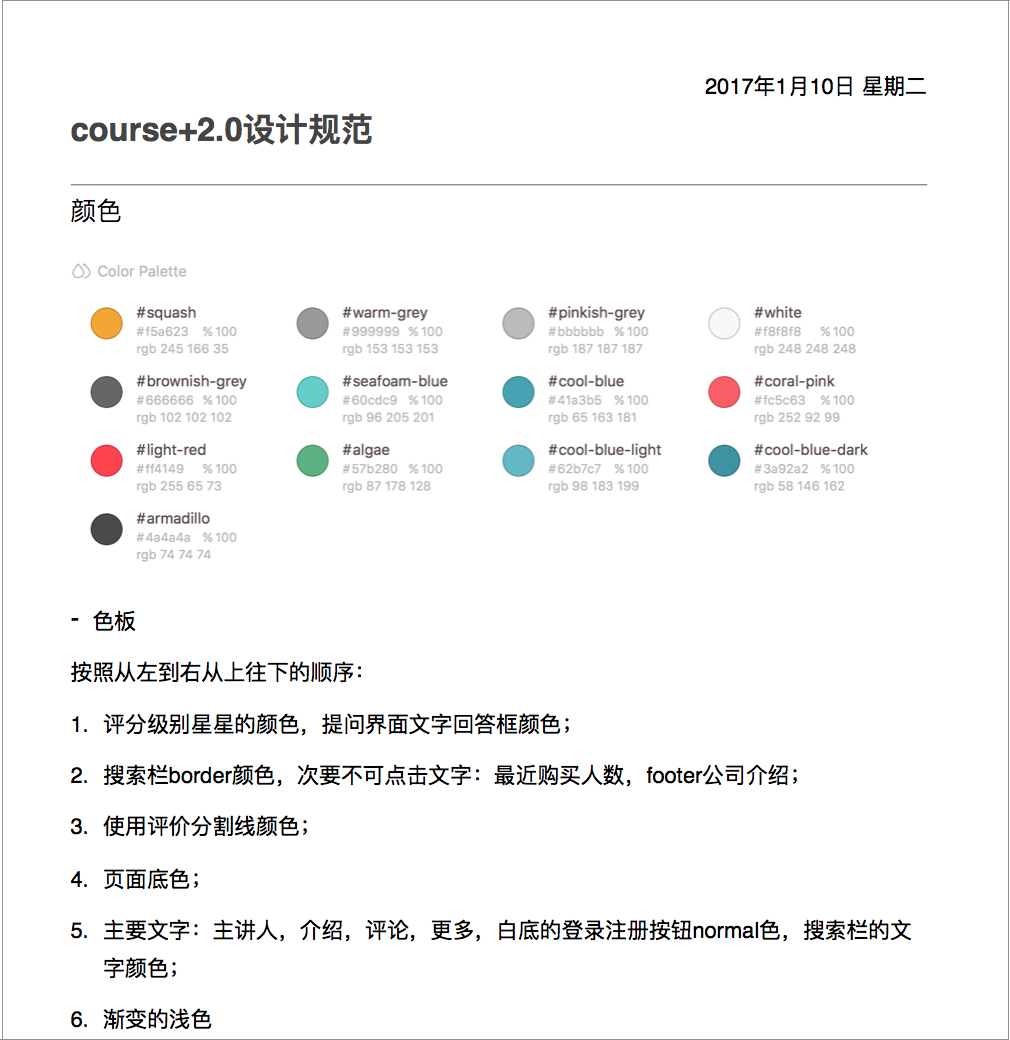 2017年1月10日 星期二
course+2.0设计规范
颜色
Color Palette
#squash #warm-grey #pinkish-grey #white
#f5a623 %100 #999999 %100 #bbbbbb %100 #f8f8f8 %100
rgb 245 166 35 rgb 153 153 153 rgb 187 187 187 rgb 248 248 248
#brownish-grey #seafoam-blue #cool-blue #coral-pink
#666666 %100 #60cdc9 %100 #41a3b5 %100 #fc5c63 %100
rgb 102 102 102 rgb 96 205 201 rgb 65 163 181 rgb 252 92 99
#light-red #algae #cool-blue-light #cool-blue-dark
#ff4149 %100 #57b280 %100 #62b7c7 %100 #3a92a2 %100
rgb 255 65 73 rgb 87 178 128 rgb 98 183 199 rgb 58 146 162
#armadillo
#4a4a4a %100
rgb 74 74 74
- 色板
按照从左到右从上往下的顺序：
1. 评分级别星星的颜色，提问界面文字回答框颜色；
2. 搜索栏border颜色，次要不可点击文字：最近购买人数，footer公司介绍；
3. 使用评价分割线颜色；
4. 页面底色；
5. 主要文字：主讲人，介绍，评论，更多，白底的登录注册按钮normal色，搜索栏的文
字颜色；
6. 渐变的浅色